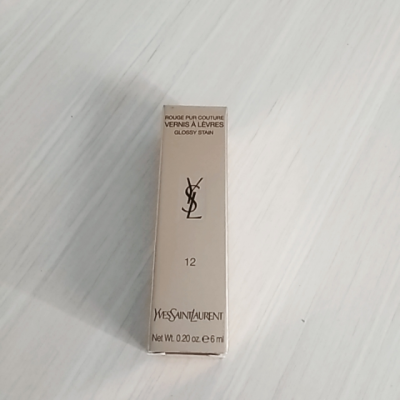 ROUGE PUR COUTURE
VERNIS À LÈVRES
GLOSSY STAIN
YSL
12
YVESSAINTLAURENT
Net Wt. 0.20 oz. ℮ 6 ml